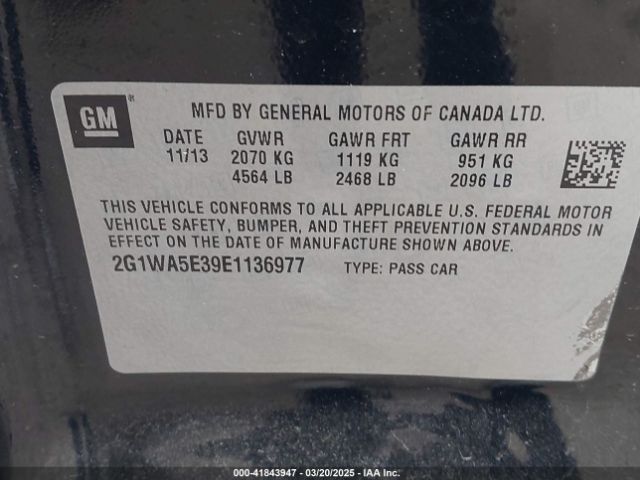 GM ®
MFD BY GENERAL MOTORS OF CANADA LTD.
DATE GVWR GAWR FRT GAWR RR
11/13 2070 KG 1119 KG 951 KG
4564 LB 2468 LB 2096 LB
THIS VEHICLE CONFORMS TO ALL APPLICABLE U.S. FEDERAL MOTOR
VEHICLE SAFETY, BUMPER, AND THEFT PREVENTION STANDARDS IN
EFFECT ON THE DATE OF MANUFACTURE SHOWN ABOVE.
2G1WA5E39E1136977 TYPE: PASS CAR
000-41843947 | 03/20/2025 | IAA Inc.